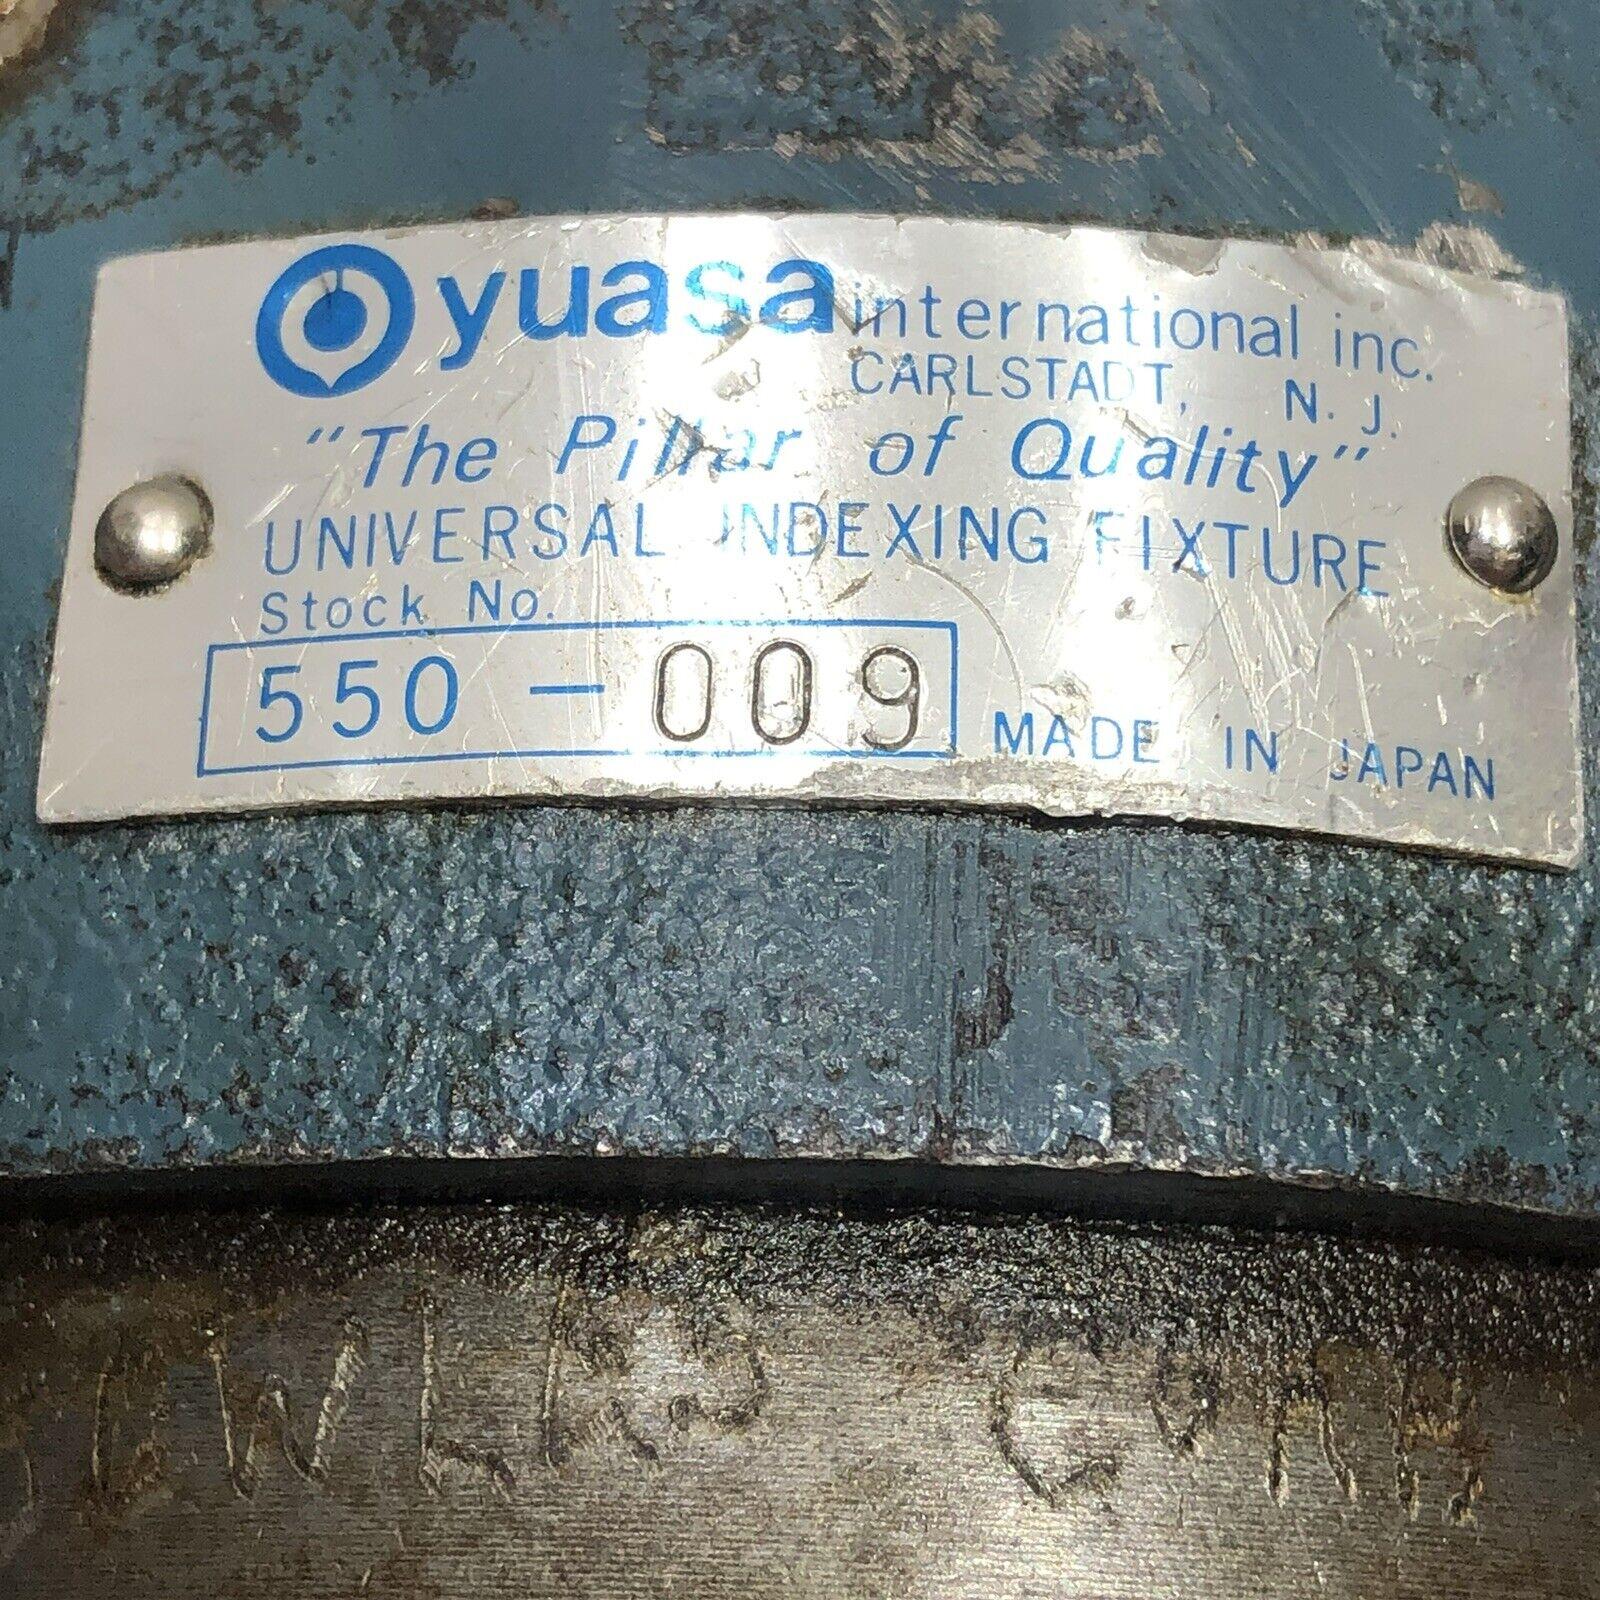 yuasa international inc.
CARLSTADT, N. J.
"The Pillar of Quality"
UNIVERSAL INDEXING FIXTURE
Stock No.
550 - 009
MADE IN JAPAN